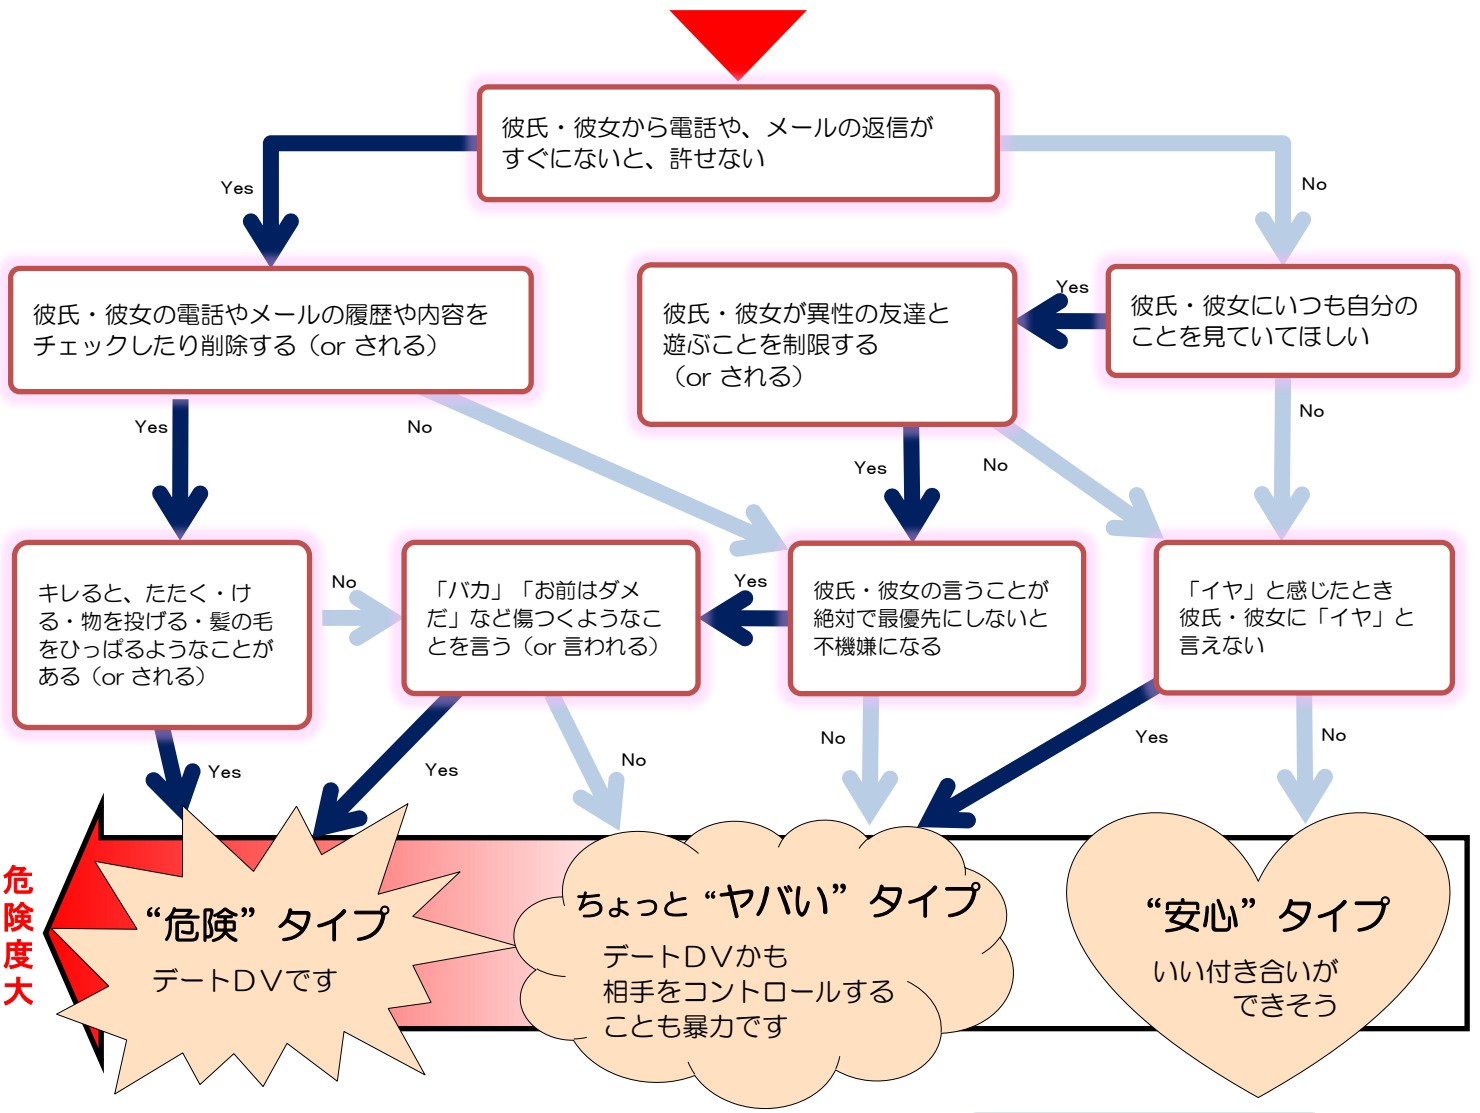 彼氏・彼女から電話や、メールの返信が
すぐにないと、許せない
Yes
No
彼氏・彼女の電話やメールの履歴や内容を
チェックしたり削除する（or される）
彼氏・彼女が異性の友達と
遊ぶことを制限する
（or される）
Yes
彼氏・彼女にいつも自分の
ことを見ていてほしい
Yes
No
Yes
No
No
キレると、たたく・け
る・物を投げる・髪の毛
をひっぱるようなことが
ある（or される）
No
「バカ」「お前はダメ
だ」など傷つくようなこ
とを言う（or 言われる）
Yes
彼氏・彼女の言うことが
絶対で最優先にしないと
不機嫌になる
「イヤ」と感じたとき
彼氏・彼女に「イヤ」と
言えない
Yes
Yes
No
No
Yes
No
危険度大
“危険”タイプ
デートＤＶです
ちょっと“ヤバい”タイプ
デートＤＶかも
相手をコントロールする
ことも暴力です
“安心”タイプ
いい付き合いが
できそう